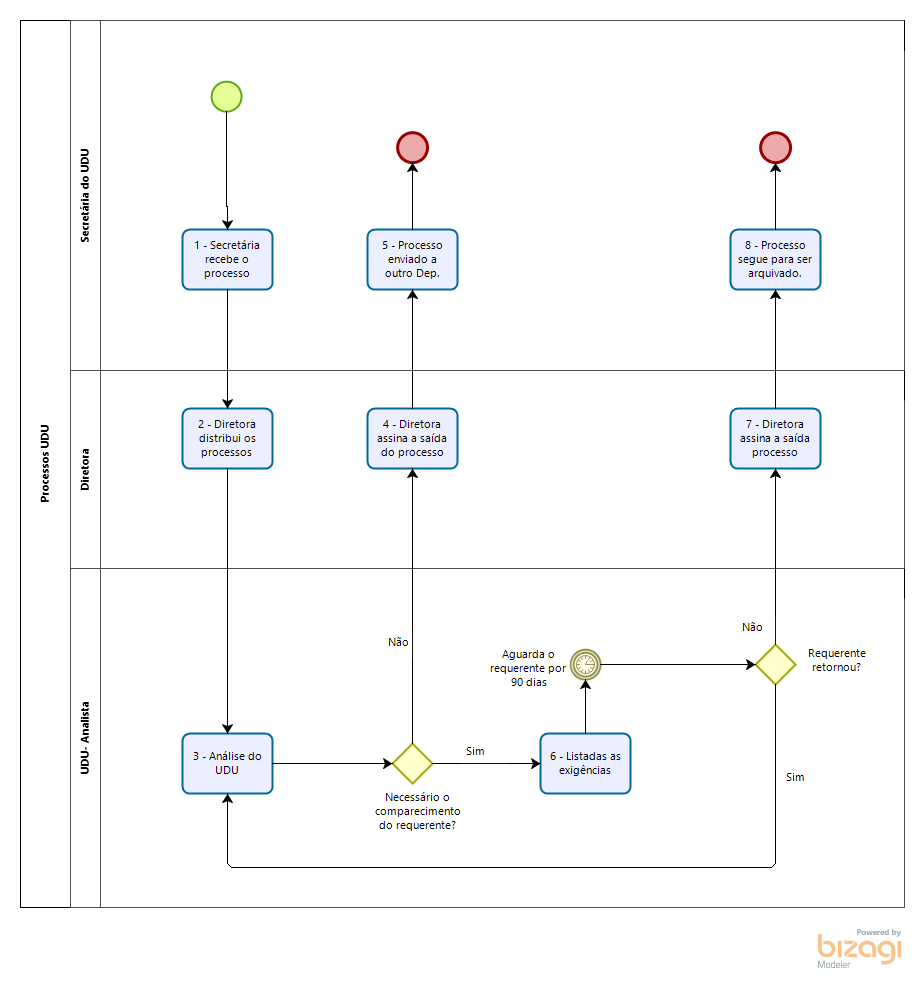 Processos UDU
Secretária do UDU
1 - Secretária
recebe o
processo
5 - Processo
enviado a
outro Dep.
8 - Processo
segue para ser
arquivado.
Diretora
2 - Diretora
distribui os
processos
4 - Diretora
assina a saída
do processo
7 - Diretora
assina a saída
processo
UDU- Analista
Não
Aguarda o
requerente por
90 dias
Não
Requerente
retornou?
3 - Análise do
UDU
Sim
6 - Listadas as
exigências
Sim
Necessário o
comparecimento
do requerente?
Powered by
bizagi
Modeler